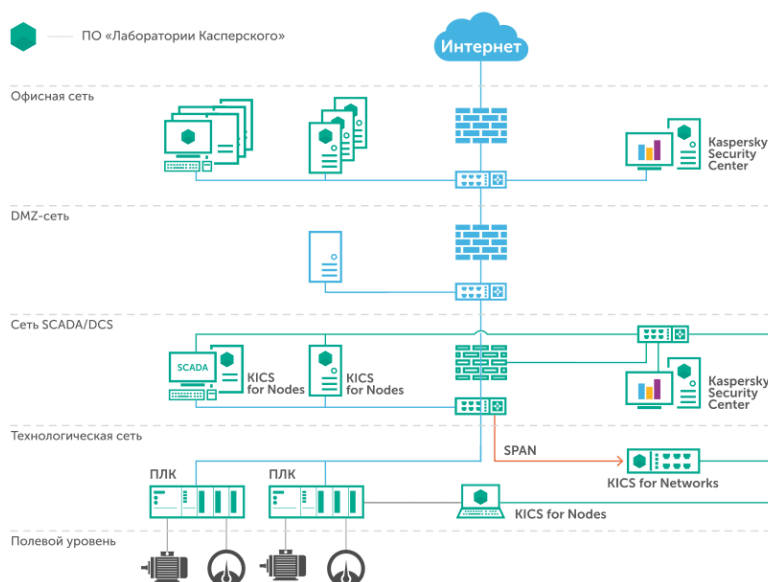 ПО «Лаборатории Касперского»
Интернет
Офисная сеть
Kaspersky
Security
Center
DMZ-сеть
Сеть SCADA/DCS
SCADA
KICS
for Nodes
KICS
for Nodes
Kaspersky
Security
Center
Технологическая сеть
SPAN
KICS for Networks
ПЛК
ПЛК
KICS for Nodes
Полевой уровень